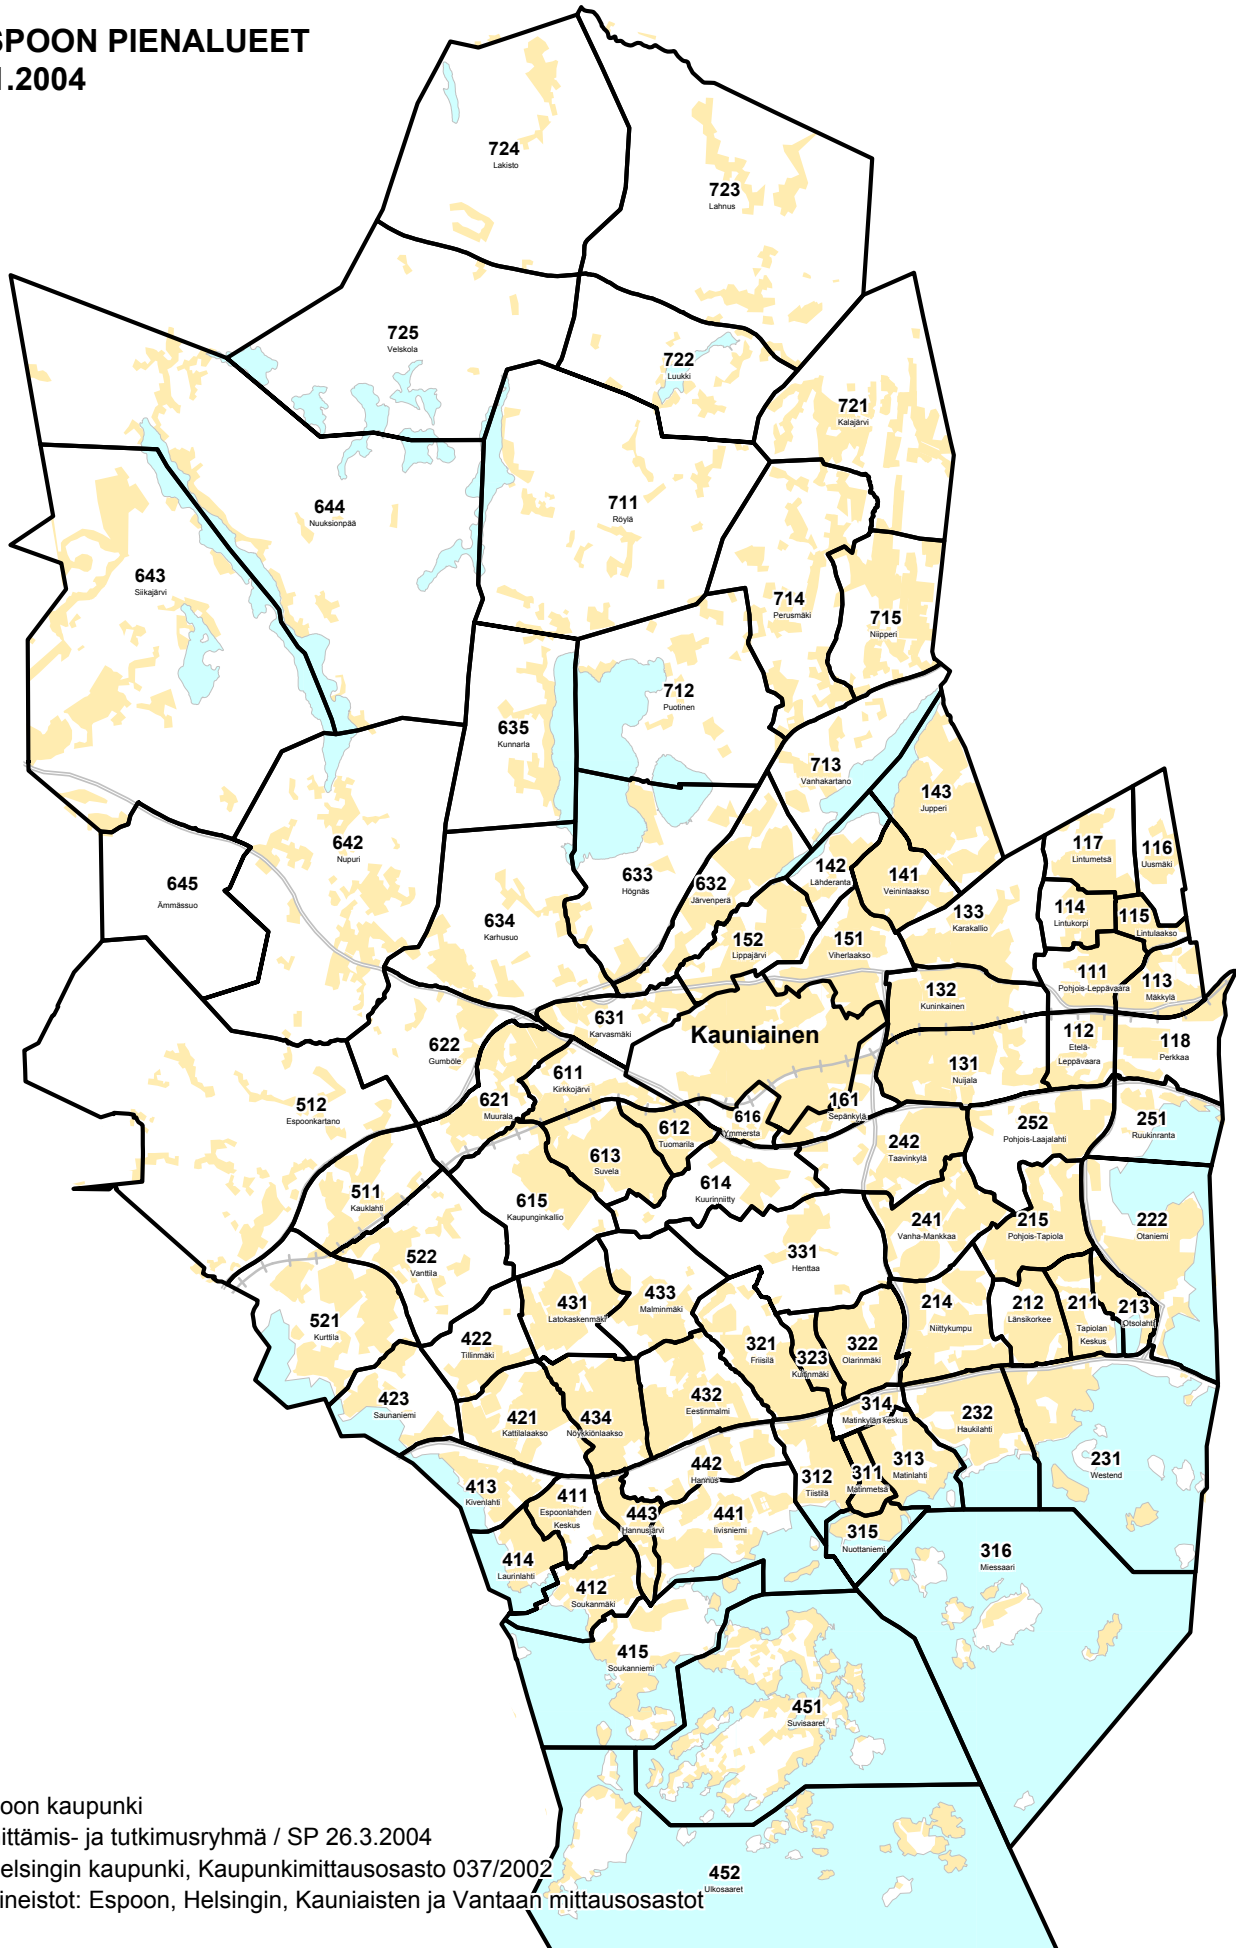 SPOON PIENALUEET
1.2004
724
Lakisto
723
Lahnus
725
Velskola
722
Luukki
721
Kalajärvi
644
Nuuksionpää
711
Röylä
643
Siikajärvi
714
Perusmäki
715
Niipperi
712
Puotinen
635
Kunnarla
713
Vanhakartano
143
Jupperi
642
Nupuri
117
Lintumetsä
116
Uusmäki
645
Ämmässuo
633
Högnäs
632
Järvenperä
142
Lähderanta
141
Veininlaakso
634
Karhusuo
133
Karakallio
114
Lintukorpi
115
Lintulaakso
152
Lippajärvi
151
Viherlaakso
111
Pohjois-Leppävaara
113
Mäkkylä
132
Kuninkainen
631
Karvasmäki
Kauniainen
622
Gumböle
112
Etelä-
Leppävaara
118
Perkkaa
131
Nuijala
611
Kirkkojärvi
512
Espoonkartano
621
Muurala
161
Sepänkylä
616
Ymmersta
612
Tuomarila
252
Pohjois-Laajalahti
251
Ruukinranta
242
Taavinkylä
613
Suvela
614
Kuurinniitty
511
Kauklahti
615
Kaupunginkallio
241
Vanha-Mankkaa
215
Pohjois-Tapiola
222
Otaniemi
522
Vanttila
331
Henttaa
433
Malminmäki
431
Latokaskenmäki
521
Kurttila
214
Niittykumpu
212
Länsikorkee
211
Tapiolan
Keskus
213
Otsolahti
422
Tillinmäki
321
Friisilä
323
Kuitinmäki
322
Olarinmäki
423
Saunaniemi
432
Eestinmalmi
421
Kattilalaakso
434
Nöykkiönlaakso
314
Matinkylän keskus
232
Haukilahti
231
Westend
442
Hannus
312
Tiistilä
311
Matinmetsä
313
Matinlahti
413
Kivenlahti
411
Espoonlahden
Keskus
443
Hannusjärvi
441
Iivisniemi
315
Nuottaniemi
316
Miessaari
414
Laurinlahti
412
Soukanmäki
415
Soukanniemi
451
Suvisaaret
452
Ulkosaaret
oon kaupunki
ittämis- ja tutkimusryhmä / SP 26.3.2004
elsingin kaupunki, Kaupunkimittausosasto 037/2002
ineistot: Espoon, Helsingin, Kauniaisten ja Vantaan mittausosastot